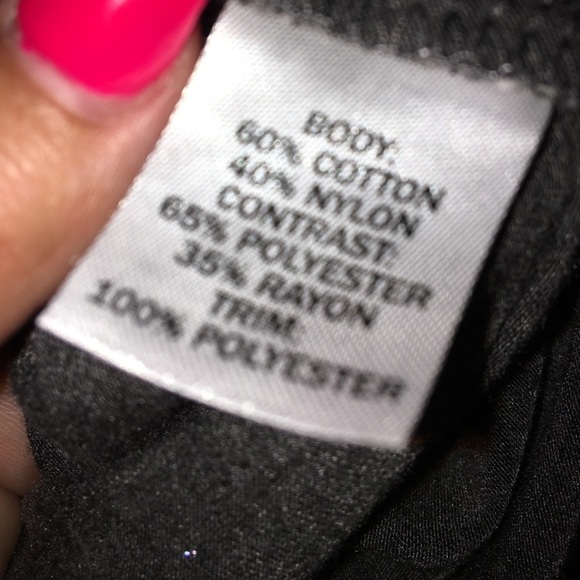 BODY:
60% COTTON
40% NYLON
CONTRAST:
65% POLYESTER
35% RAYON
TRIM:
100% POLYESTER